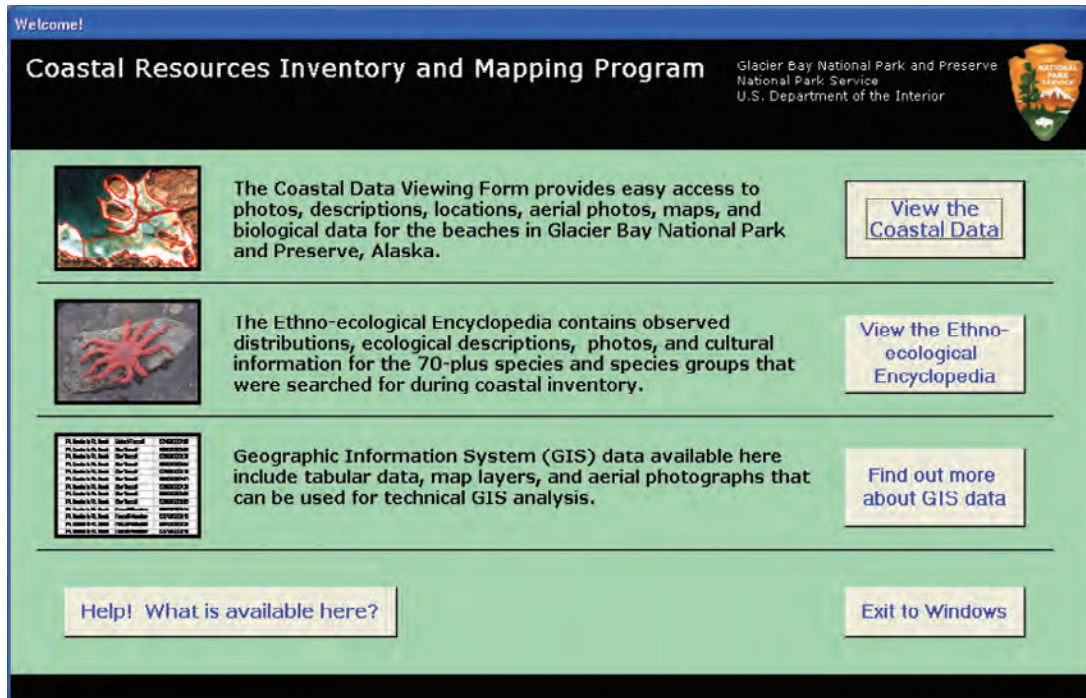 Welcome!
Coastal Resources Inventory and Mapping Program
Glacier Bay National Park and Preserve
National Park Service
U.S. Department of the Interior
NATIONAL
PARK
SERVICE
The Coastal Data Viewing Form provides easy access to
photos, descriptions, locations, aerial photos, maps, and
biological data for the beaches in Glacier Bay National Park
and Preserve, Alaska.
View the
Coastal Data
The Ethno-ecological Encyclopedia contains observed
distributions, ecological descriptions, photos, and cultural
information for the 70-plus species and species groups that
were searched for during coastal inventory.
View the Ethno-
ecological
Encyclopedia
Geographic Information System (GIS) data available here
include tabular data, map layers, and aerial photographs that
can be used for technical GIS analysis.
Find out more
about GIS data
Help! What is available here?
Exit to Windows